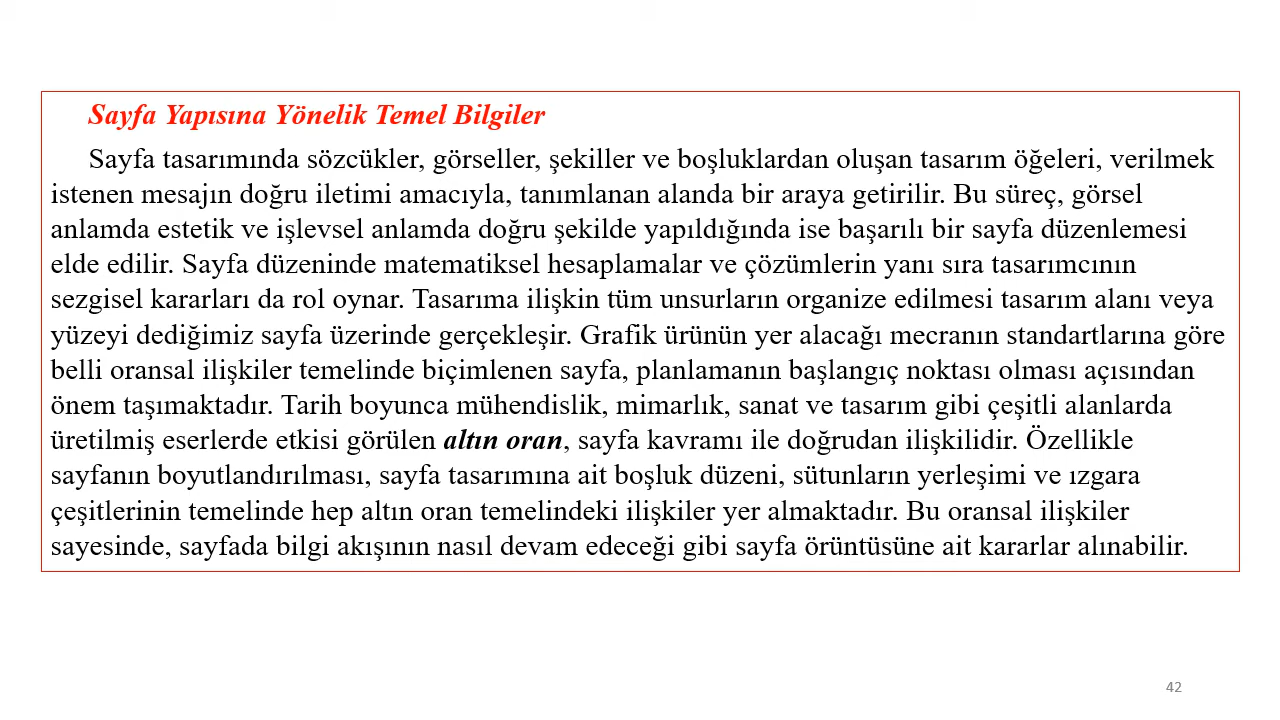 Sayfa Yapısına Yönelik Temel Bilgiler
Sayfa tasarımında sözcükler, görseller, şekiller ve boşluklardan oluşan tasarım öğeleri, verilmek
istenen mesajın doğru iletimi amacıyla, tanımlanan alanda bir araya getirilir. Bu süreç, görsel
anlamda estetik ve işlevsel anlamda doğru şekilde yapıldığında ise başarılı bir sayfa düzenlemesi
elde edilir. Sayfa düzeninde matematiksel hesaplamalar ve çözümlerin yanı sıra tasarımcının
sezgisel kararları da rol oynar. Tasarıma ilişkin tüm unsurların organize edilmesi tasarım alanı veya
yüzeyi dediğimiz sayfa üzerinde gerçekleşir. Grafik ürünün yer alacağı mecranın standartlarına göre
belli oransal ilişkiler temelinde biçimlenen sayfa, planlamanın başlangıç noktası olması açısından
önem taşımaktadır. Tarih boyunca mühendislik, mimarlık, sanat ve tasarım gibi çeşitli alanlarda
üretilmiş eserlerde etkisi görülen altın oran, sayfa kavramı ile doğrudan ilişkilidir. Özellikle
sayfanın boyutlandırılması, sayfa tasarımına ait boşluk düzeni, sütunların yerleşimi ve ızgara
çeşitlerinin temelinde hep altın oran temelindeki ilişkiler yer almaktadır. Bu oransal ilişkiler
sayesinde, sayfada bilgi akışının nasıl devam edeceği gibi sayfa örüntüsüne ait kararlar alınabilir.
42